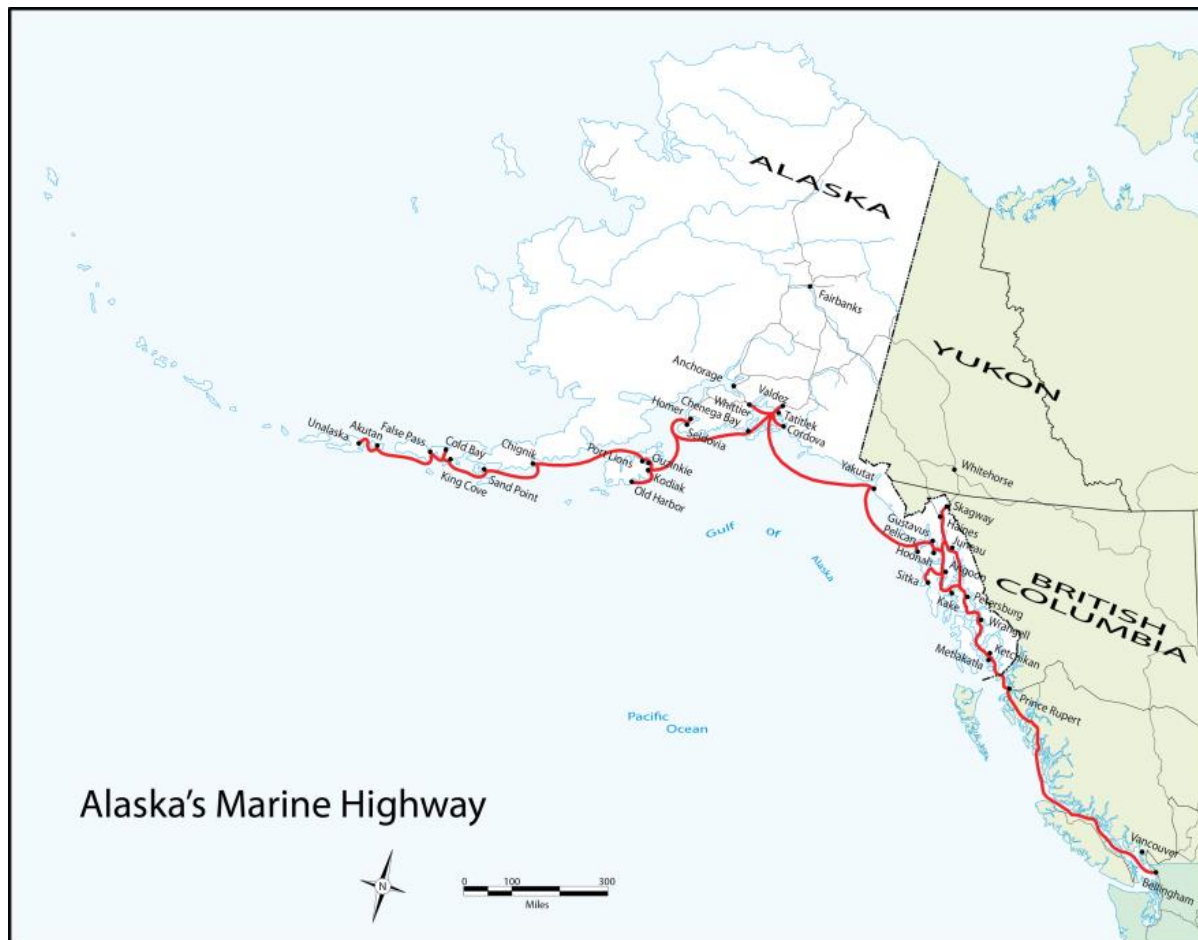 ALASKA
YUKON
BRITISH
COLUMBIA
Fairbanks
Anchorage
Valdez
Whittier
Tatitlek
Cordova
Chenega Bay
Homer
Seldovia
Port Lions
Ouzinkie
Kodiak
Old Harbor
Chignik
Sand Point
King Cove
Cold Bay
False Pass
Akutan
Unalaska
Yakutat
Whitehorse
Skagway
Haines
Gustavus
Pelican
Juneau
Hoonah
Angoon
Sitka
Kake
Petersburg
Wrangell
Ketchikan
Metlakatla
Prince Rupert
Vancouver
Bellingham
Gulf Of Alaska
Pacific
Ocean
Alaska's Marine Highway
N
0 100 300
Miles